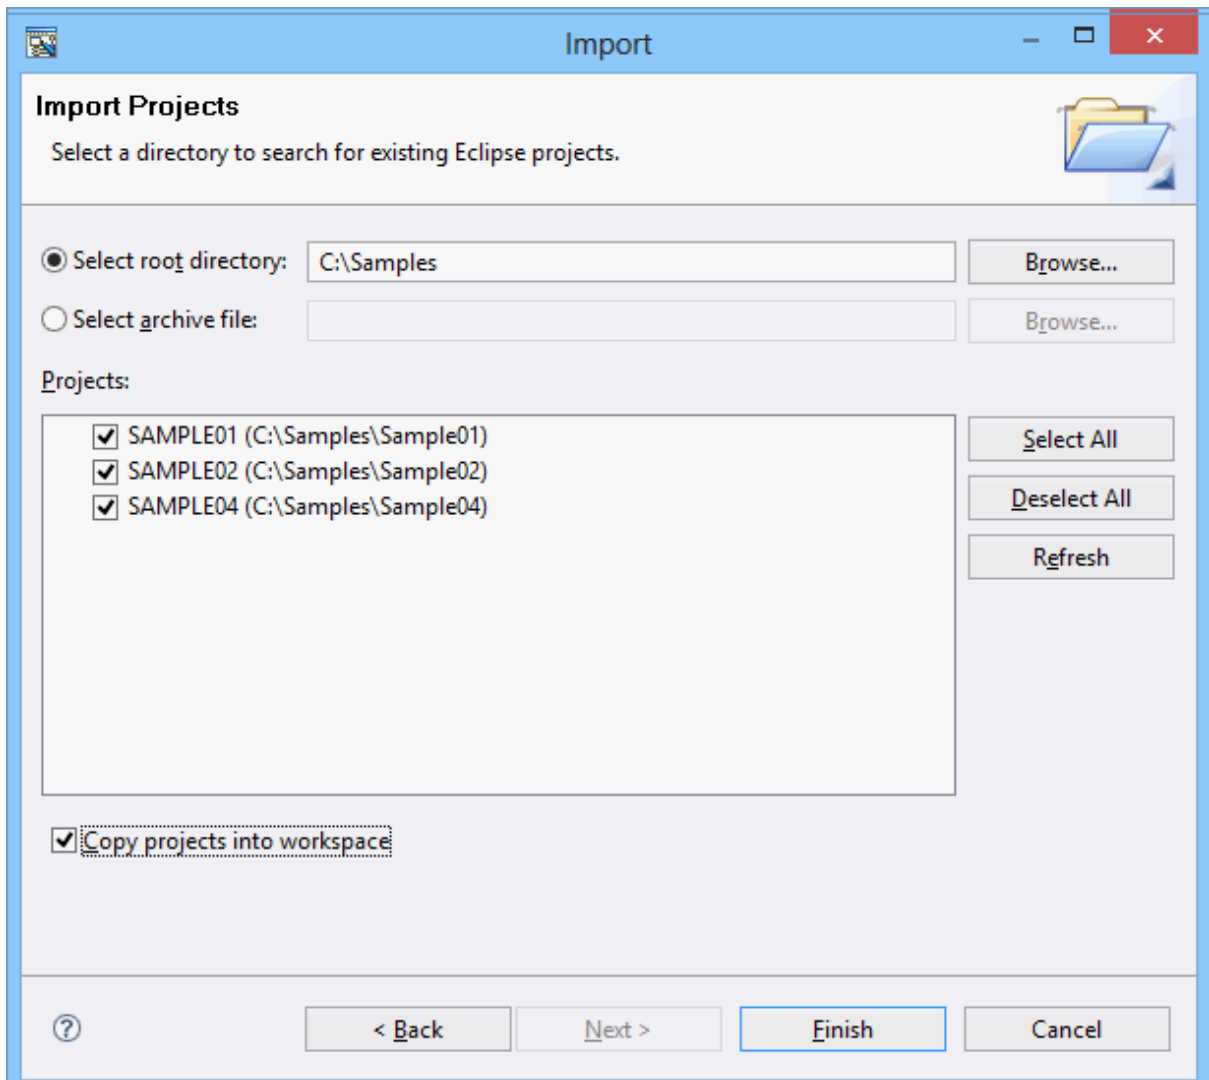 Import
Import Projects
Select a directory to search for existing Eclipse projects.
Select root directory: C:\Samples Browse...
Select archive file: Browse...
Projects:
SAMPLE01 (C:\Samples\Sample01)
SAMPLE02 (C:\Samples\Sample02)
SAMPLE04 (C:\Samples\Sample04)
Select All
Deselect All
Refresh
Copy projects into workspace
? < Back Next > Finish Cancel